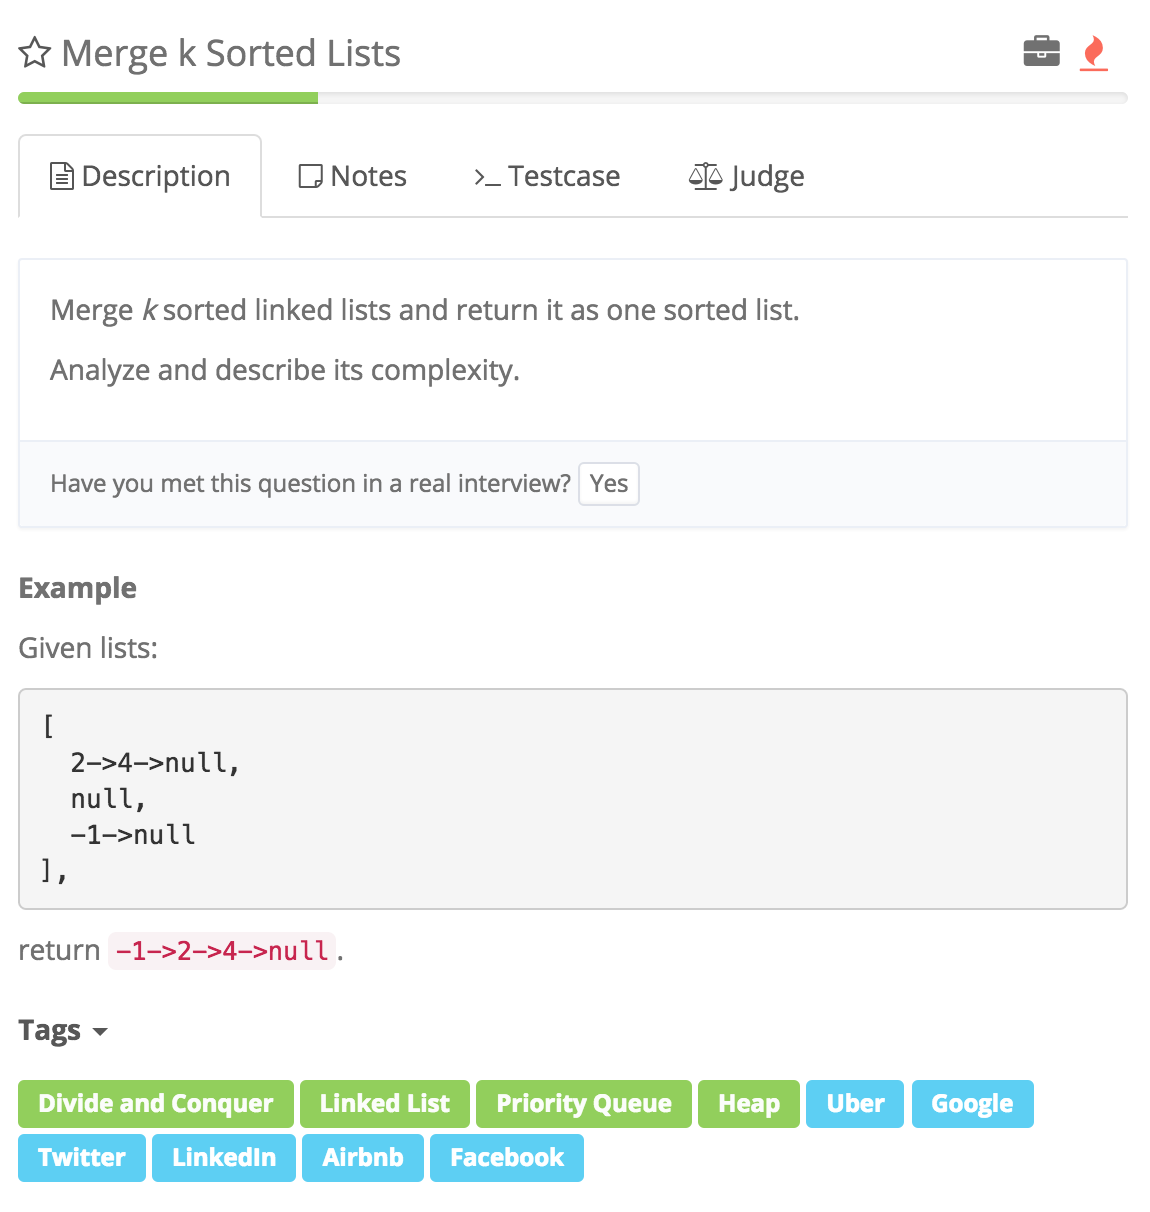 Merge k Sorted Lists
Description Notes >_ Testcase Judge
Merge k sorted linked lists and return it as one sorted list.
Analyze and describe its complexity.
Have you met this question in a real interview? Yes
Example
Given lists:
[
  2->4->null,
  null,
  -1->null
],
return -1->2->4->null.
Tags
Divide and Conquer Linked List Priority Queue Heap Uber Google
Twitter LinkedIn Airbnb Facebook